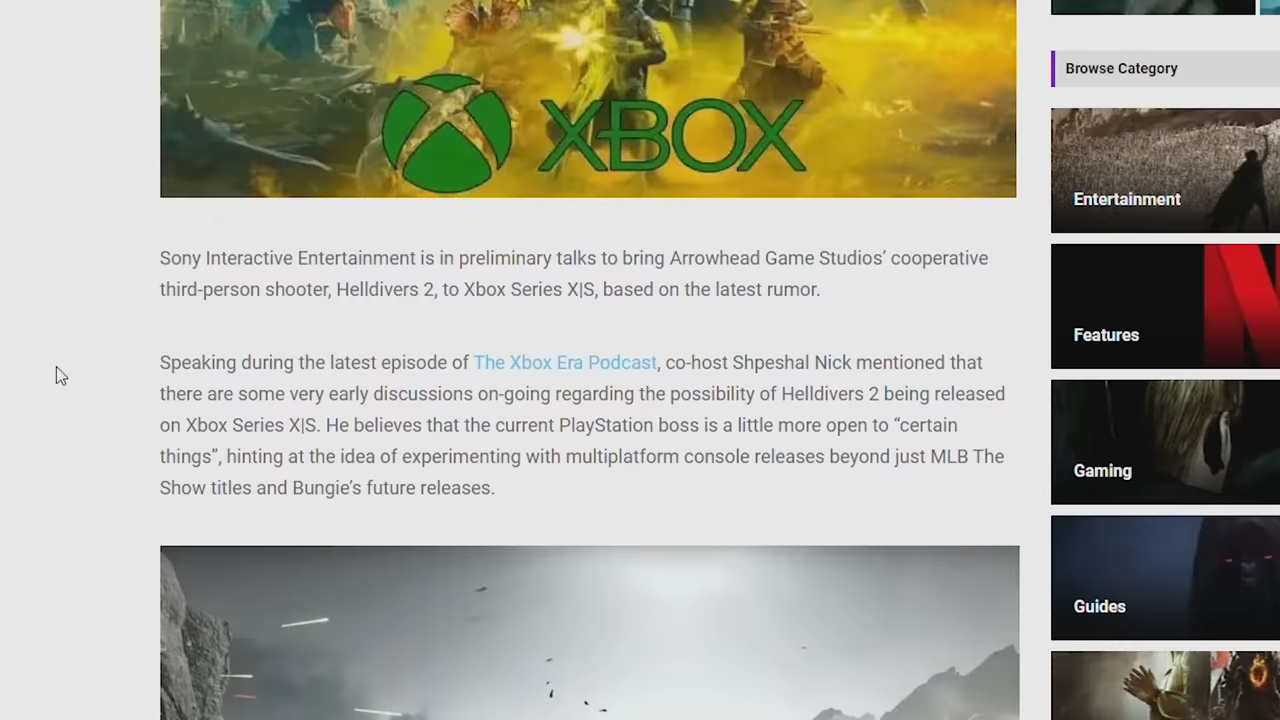 XBOX
Browse Category
Entertainment
Sony Interactive Entertainment is in preliminary talks to bring Arrowhead Game Studios’ cooperative
third-person shooter, Helldivers 2, to Xbox Series X|S, based on the latest rumor.
Features
Speaking during the latest episode of The Xbox Era Podcast, co-host Shpeshal Nick mentioned that
there are some very early discussions on-going regarding the possibility of Helldivers 2 being released
on Xbox Series X|S. He believes that the current PlayStation boss is a little more open to “certain
things”, hinting at the idea of experimenting with multiplatform console releases beyond just MLB The
Show titles and Bungie’s future releases.
Gaming
Guides